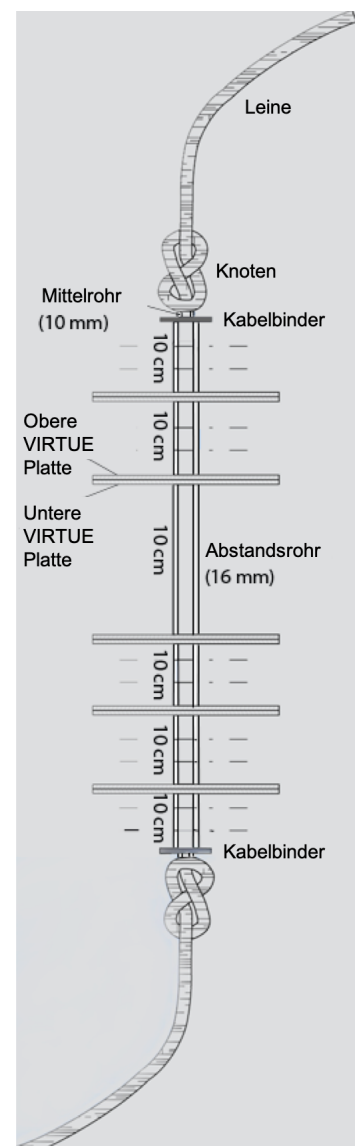 Leine
Knoten
Mittelrohr
(10 mm)
Kabelbinder
10 cm
10 cm
Obere
VIRTUE
Platte
Untere
VIRTUE
Platte
10 cm
Abstandsrohr
(16 mm)
10 cm
10 cm
10 cm
Kabelbinder